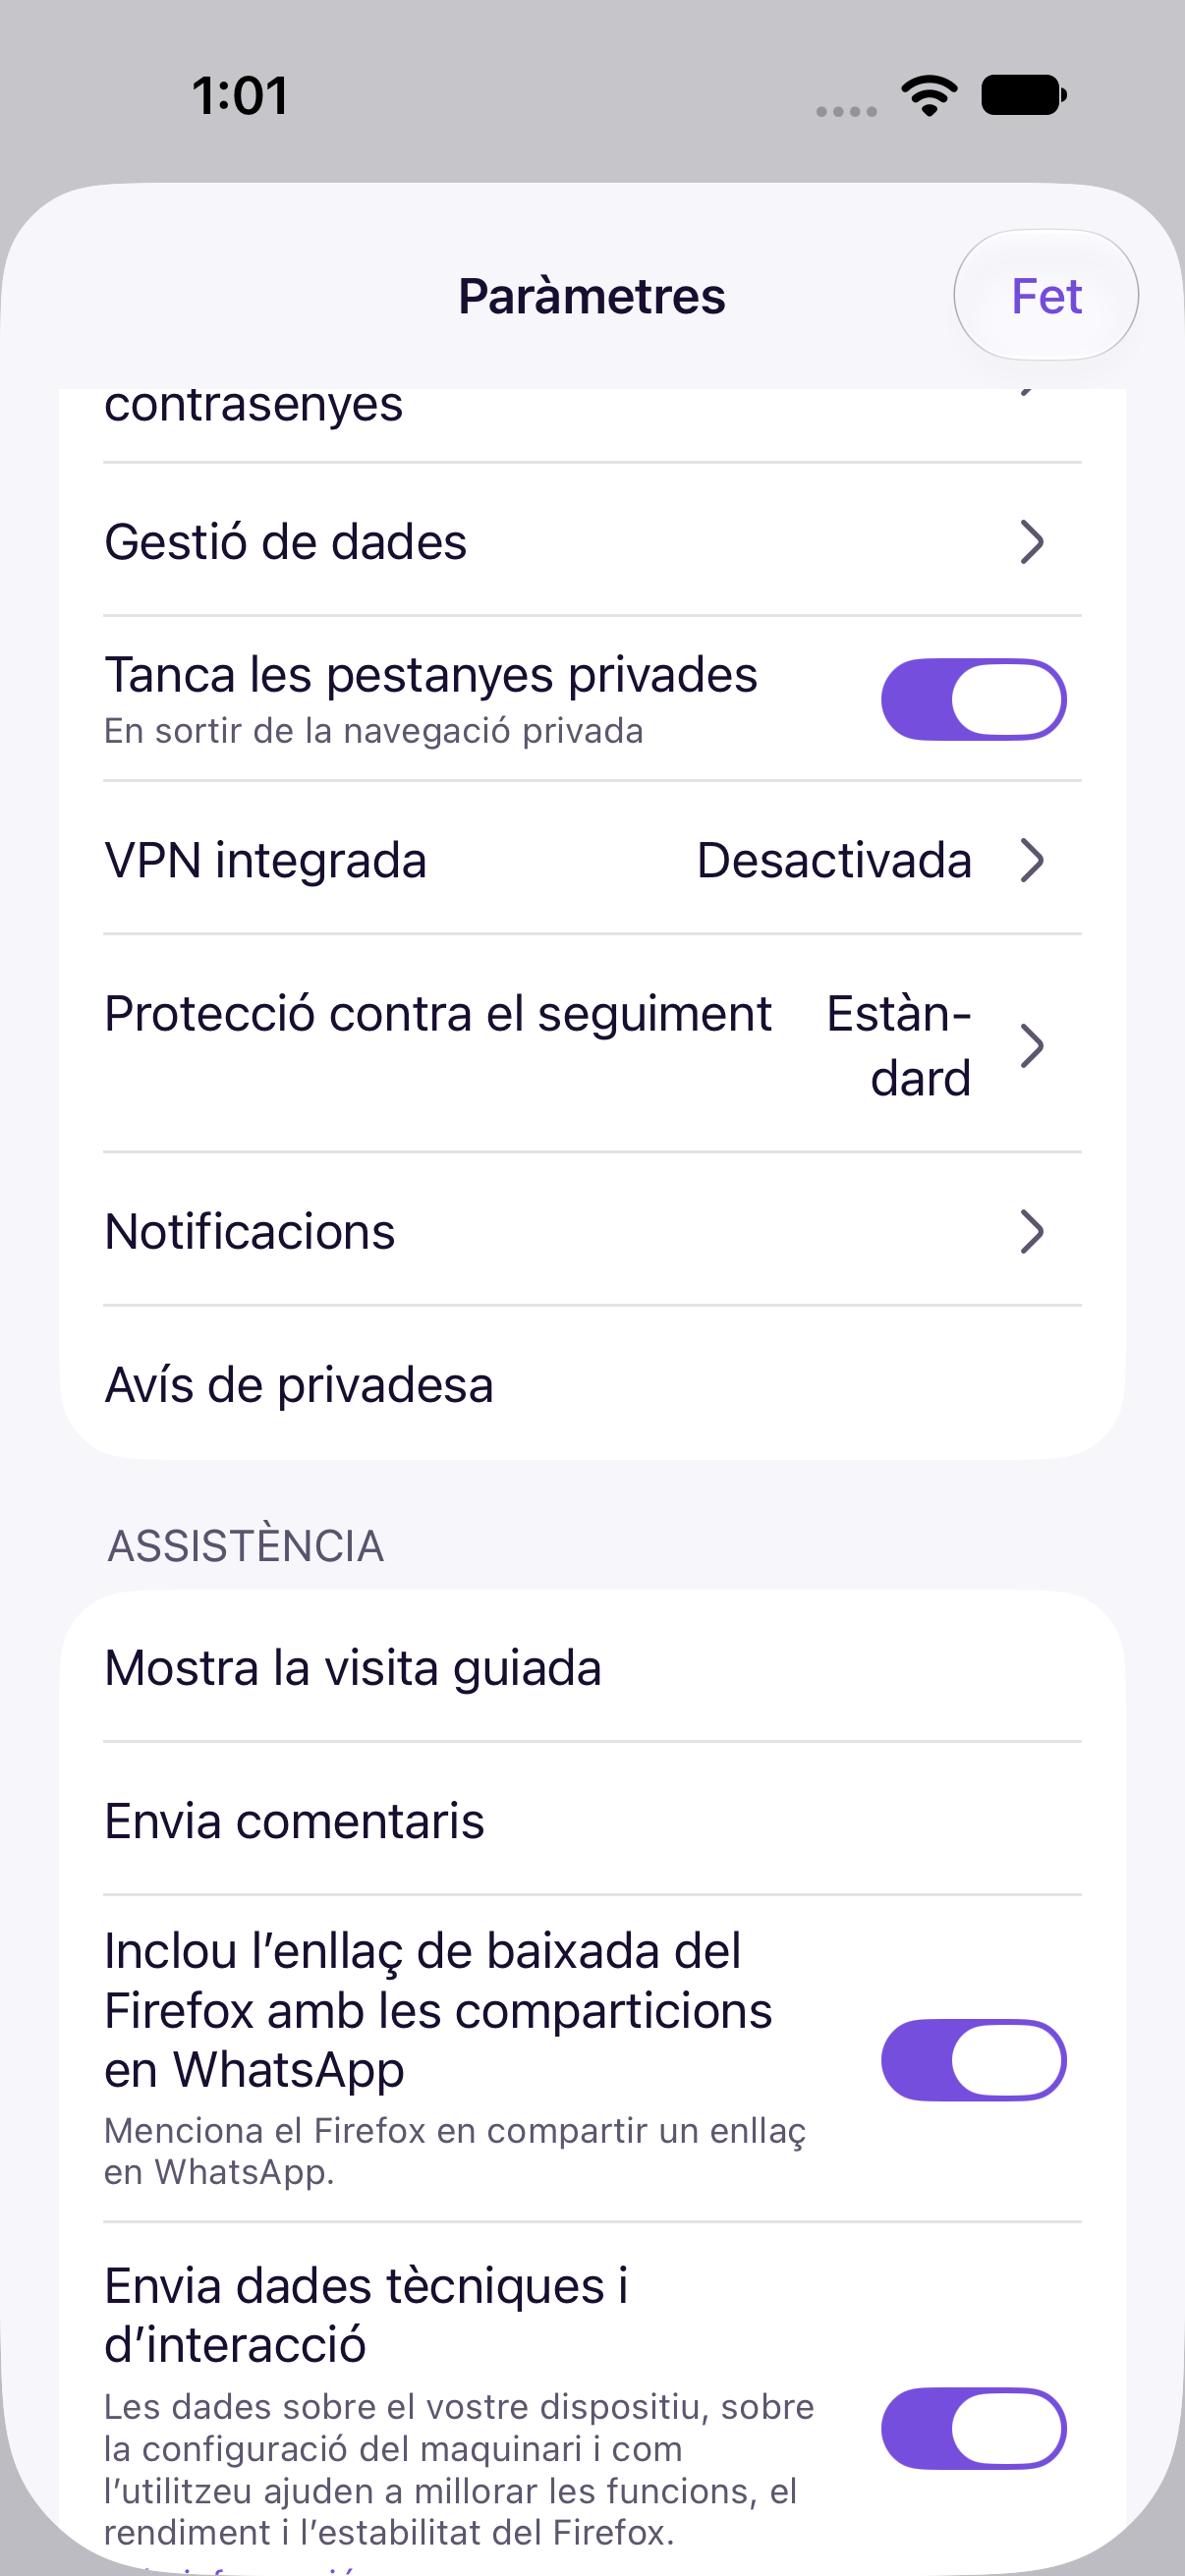 1:01
Paràmetres
Fet
contrasenyes
Gestió de dades
Tanca les pestanyes privades
En sortir de la navegació privada
VPN integrada Desactivada
Protecció contra el seguiment Estàn-
dard
Notificacions
Avís de privadesa
ASSISTÈNCIA
Mostra la visita guiada
Envia comentaris
Inclou l’enllaç de baixada del
Firefox amb les comparticions
en WhatsApp
Menciona el Firefox en compartir un enllaç
en WhatsApp.
Envia dades tècniques i
d’interacció
Les dades sobre el vostre dispositiu, sobre
la configuració del maquinari i com
l’utilitzeu ajuden a millorar les funcions, el
rendiment i l’estabilitat del Firefox.